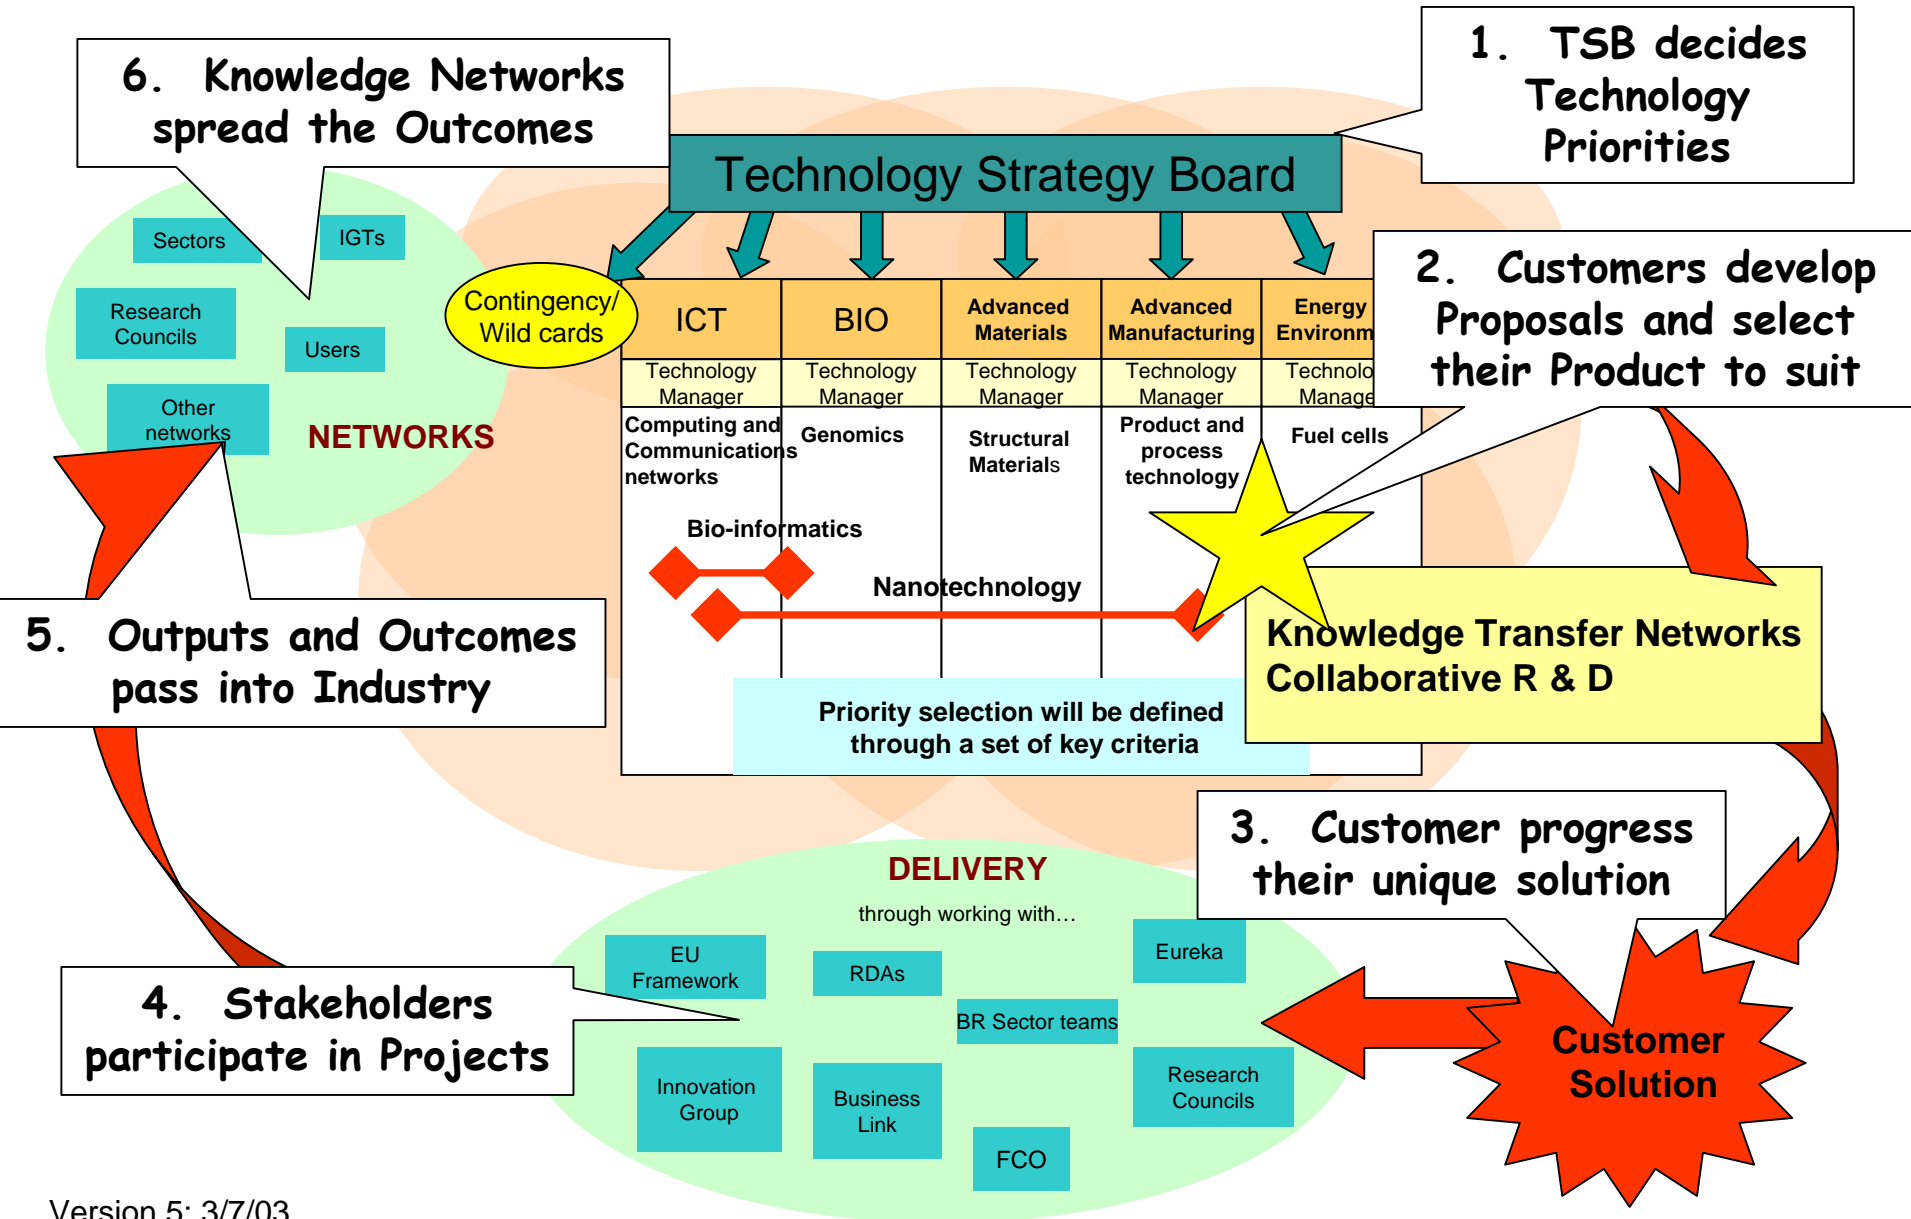 6. Knowledge Networks
spread the Outcomes
1. TSB decides
Technology
Priorities
Technology Strategy Board
Sectors
IGTs
Research
Councils
Users
Other
networks
NETWORKS
Contingency/
Wild cards
ICT
BIO
Advanced
Materials
Advanced
Manufacturing
Energy
Environm
2. Customers develop
Proposals and select
their Product to suit
Technology
Manager
Technology
Manager
Technology
Manager
Technology
Manager
Technolo
Manage
Computing and
Communications
networks
Genomics
Structural
Materials
Product and
process
technology
Fuel cells
Bio-informatics
Nanotechnology
Knowledge Transfer Networks
Collaborative R & D
5. Outputs and Outcomes
pass into Industry
Priority selection will be defined
through a set of key criteria
3. Customer progress
their unique solution
DELIVERY
through working with…
EU
Framework
RDAs
Eureka
BR Sector teams
4. Stakeholders
participate in Projects
Innovation
Group
Business
Link
Research
Councils
FCO
Customer
Solution
Version 5: 3/7/03